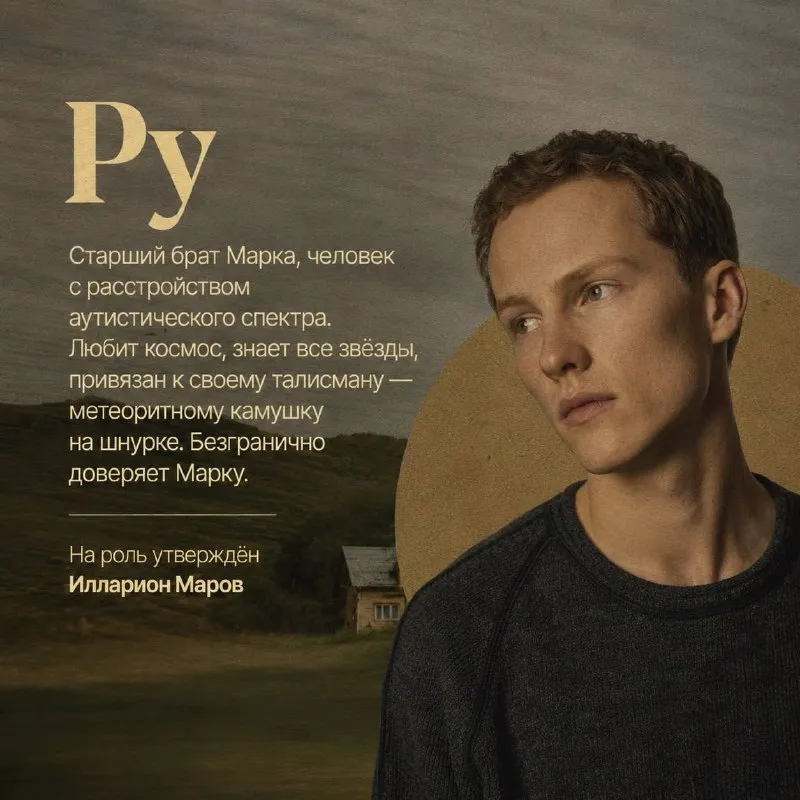 Ру
Старший брат Марка, человек
с расстройством
аутистического спектра.
Любит космос, знает все звёзды,
привязан к своему талисману —
метеоритному камушку
на шнурке. Безгранично
доверяет Марку.
На роль утверждён
Илларион Маров